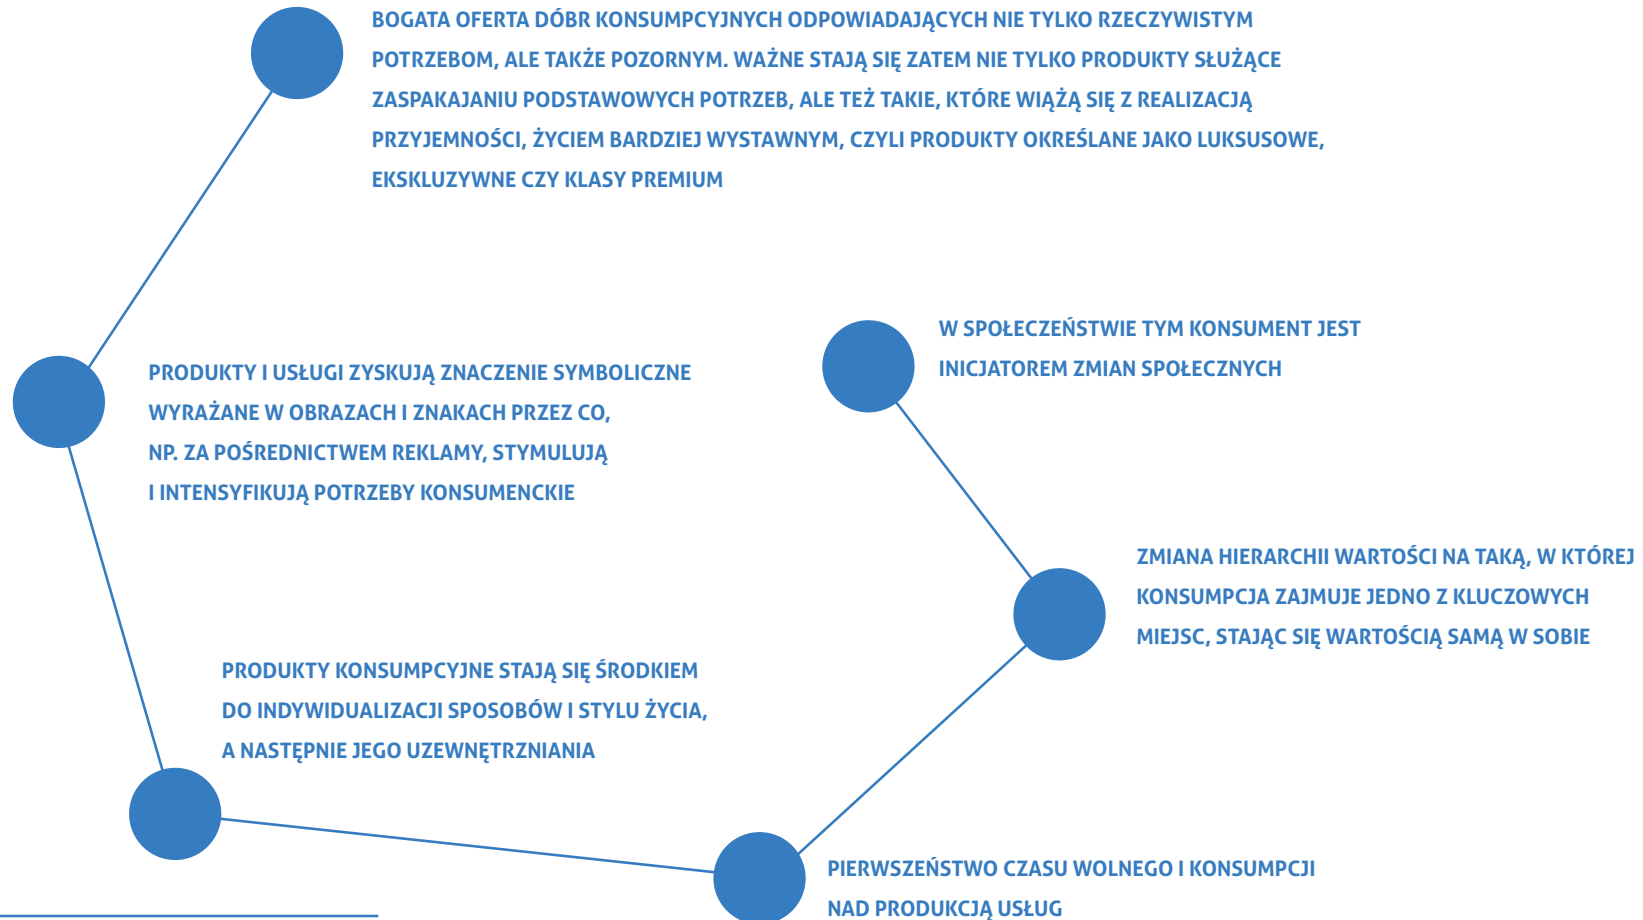 BOGATA OFERTA DÓBR KONSUMPCYJNYCH ODPOWIADAJĄCYCH NIE TYLKO RZECZYWISTYM
POTRZEBOM, ALE TAKŻE POZORNYM. WAŻNE STAJĄ SIĘ ZATEM NIE TYLKO PRODUKTY SŁUŻĄCE
ZASPAKAJANIU PODSTAWOWYCH POTRZEB, ALE TEŻ TAKIE, KTÓRE WIĄŻĄ SIĘ Z REALIZACJĄ
PRZYJEMNOŚCI, ŻYCIEM BARDZIEJ WYSTAWNYM, CZYLI PRODUKTY OKREŚLANE JAKO LUKSUSOWE,
EKSKLUZYWNE CZY KLASY PREMIUM
PRODUKTY I USŁUGI ZYSKUJĄ ZNACZENIE SYMBOLICZNE
WYRAŻANE W OBRAZACH I ZNAKACH PRZEZ CO,
NP. ZA POŚREDNICTWEM REKLAMY, STYMULUJĄ
I INTENSYFIKUJĄ POTRZEBY KONSUMENCKIE
PRODUKTY KONSUMPCYJNE STAJĄ SIĘ ŚRODKIEM
DO INDYWIDUALIZACJI SPOSOBÓW I STYLU ŻYCIA,
A NASTĘPNIE JEGO UZEWNĘTRZNIANIA
PIERWSZEŃSTWO CZASU WOLNEGO I KONSUMPCJI
NAD PRODUKCJĄ USŁUG
ZMIANA HIERARCHII WARTOŚCI NA TAKĄ, W KTÓREJ
KONSUMPCJA ZAJMUJE JEDNO Z KLUCZOWYCH
MIEJSC, STAJĄC SIĘ WARTOŚCIĄ SAMĄ W SOBIE
W SPOŁECZEŃSTWIE TYM KONSUMENT JEST
INICJATOREM ZMIAN SPOŁECZNYCH